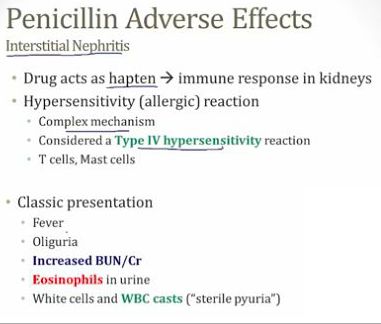 Penicillin Adverse Effects
Interstitial Nephritis
• Drug acts as hapten → immune response in kidneys
• Hypersensitivity (allergic) reaction
• Complex mechanism
• Considered a Type IV hypersensitivity reaction
• T cells, Mast cells
• Classic presentation
• Fever
• Oliguria
• Increased BUN/Cr
• Eosinophils in urine
• White cells and WBC casts ("sterile pyuria")